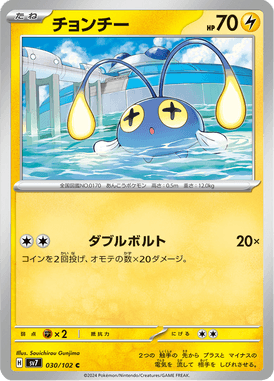 たね
チョンチー
HP70
全国図鑑NO.0170 あんこうポケモン 高さ:0.5m 重さ:12.0kg
ダブルボルト 20×
コインを2回投げ、オモテの数×20ダメージ。
弱点 ×2 抵抗力 にげる
H sv7 030/102 C
Illus. Souichirou Gunjima
©2024 Pokémon/Nintendo/Creatures/GAME FREAK.
2つの 触手の 先から プラスと マイナスの
電気を 流して 相手を しびれさせる。